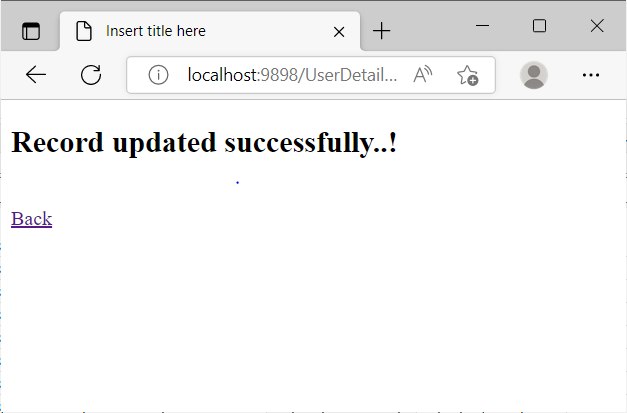 Insert title here
localhost:9898/UserDetail...
Record updated successfully..!
Back